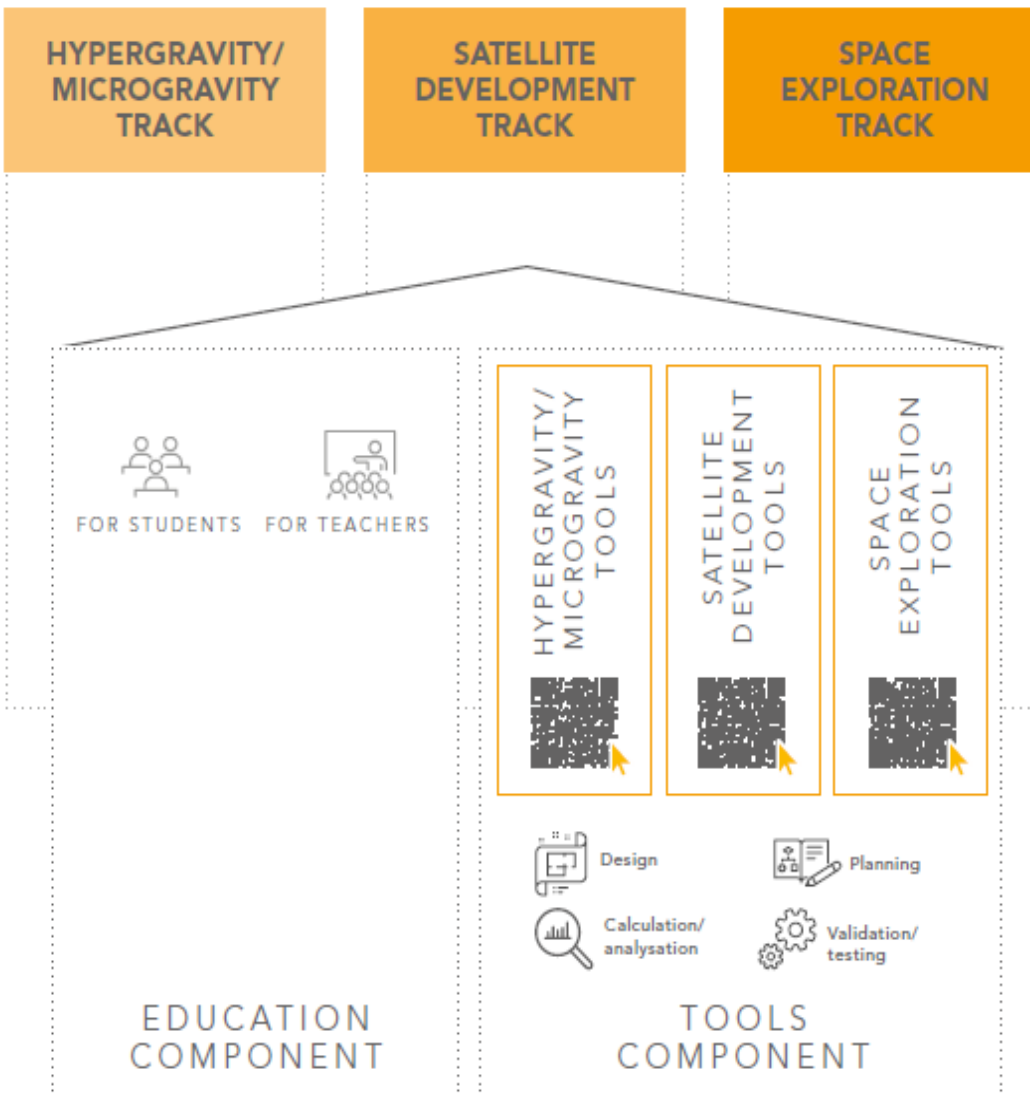 HYPERGRAVITY/
MICROGRAVITY
TRACK
SATELLITE
DEVELOPMENT
TRACK
SPACE
EXPLORATION
TRACK
FOR STUDENTS
FOR TEACHERS
HYPERGRAVITY/
MICROGRAVITY
TOOLS
SATELLITE
DEVELOPMENT
TOOLS
SPACE
EXPLORATION
TOOLS
Design
Planning
Calculation/
analysation
Validation/
testing
EDUCATION
COMPONENT
TOOLS
COMPONENT